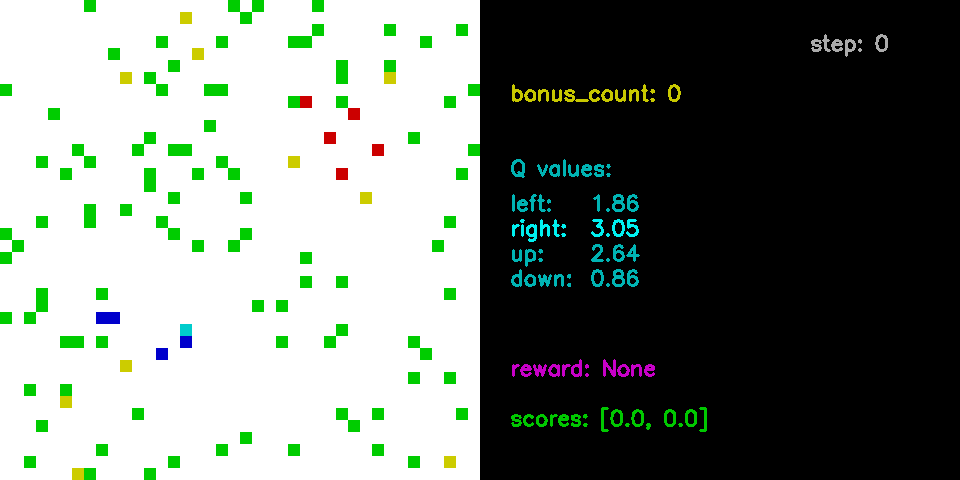 step: 0
bonus_count: 0
Q values:
left: 1.86
right: 3.05
up: 2.64
down: 0.86
reward: None
scores: [0.0, 0.0]